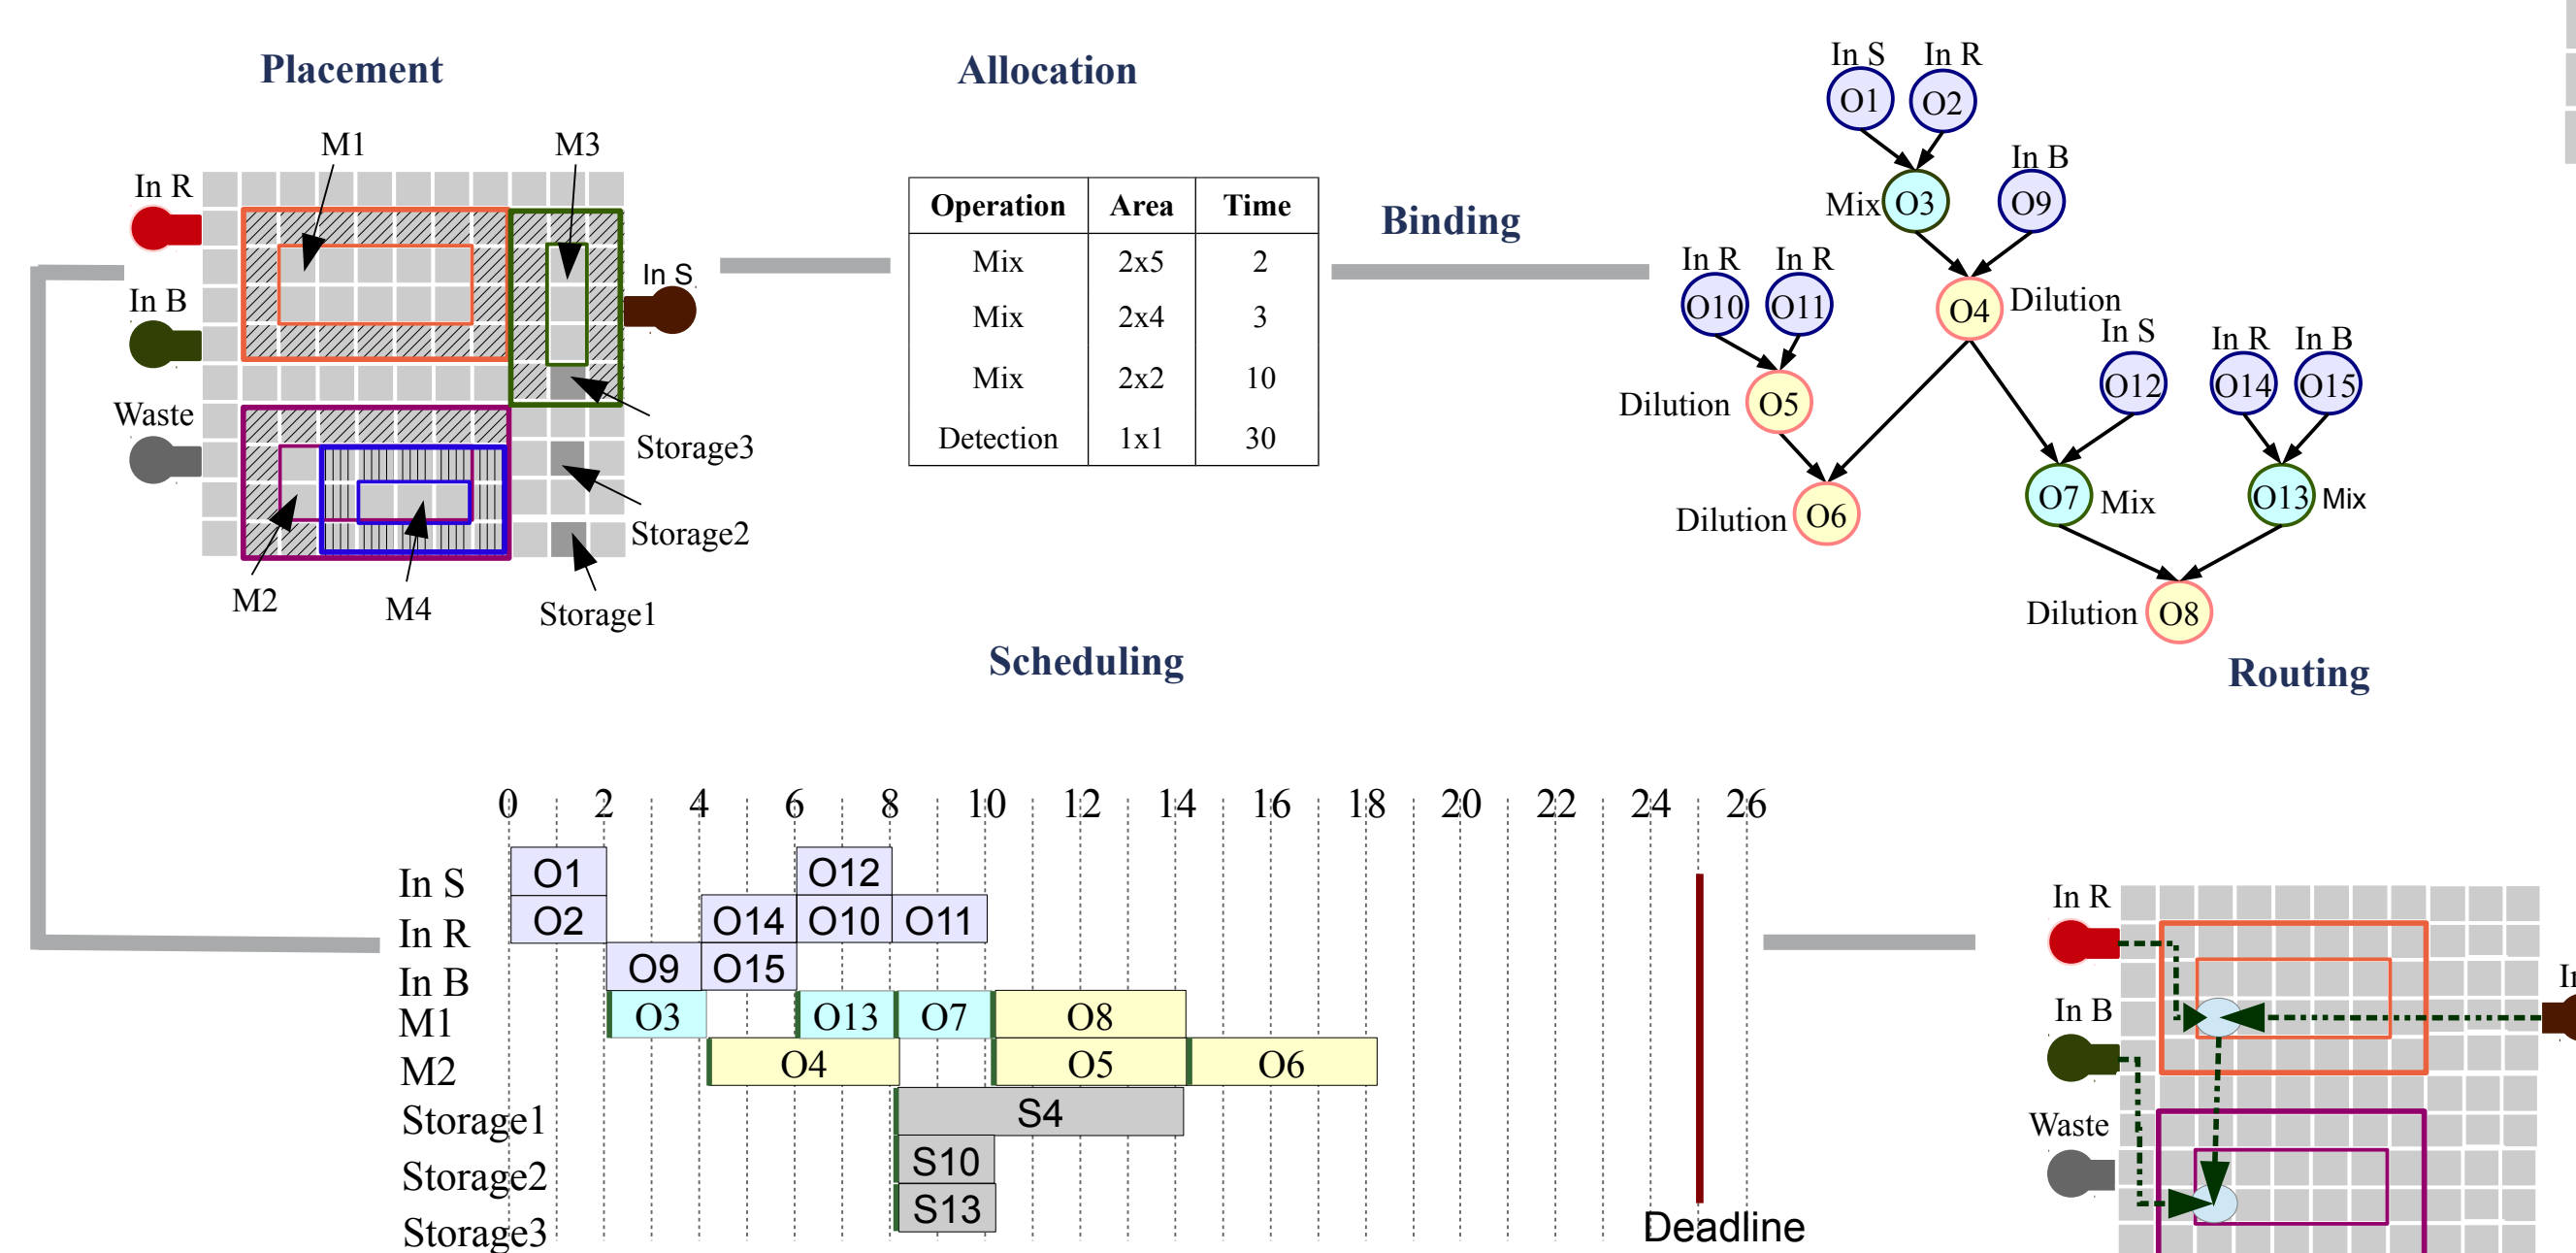 Placement
Allocation
Binding
Scheduling
Routing
M1
M3
In R
In B
Waste
In S
Storage3
Storage2
Storage1
M2
M4
Operation Area Time
Mix 2x5 2
Mix 2x4 3
Mix 2x2 10
Detection 1x1 30
In S In R
O1 O2
In B
Mix O3 O9
In R In R
O10 O11
O4 Dilution
In S
In R In B
Dilution O5
O12 O14 O15
Dilution O6
O7 Mix
O13 Mix
Dilution O8
0 2 4 6 8 10 12 14 16 18 20 22 24 26
In S O1 O12
In R O2 O14 O10 O11
In B O9 O15
M1 O3 O13 O7 O8
M2 O4 O5 O6
Storage1 S4
Storage2 S10
Storage3 S13
Deadline
In R
In B
Waste